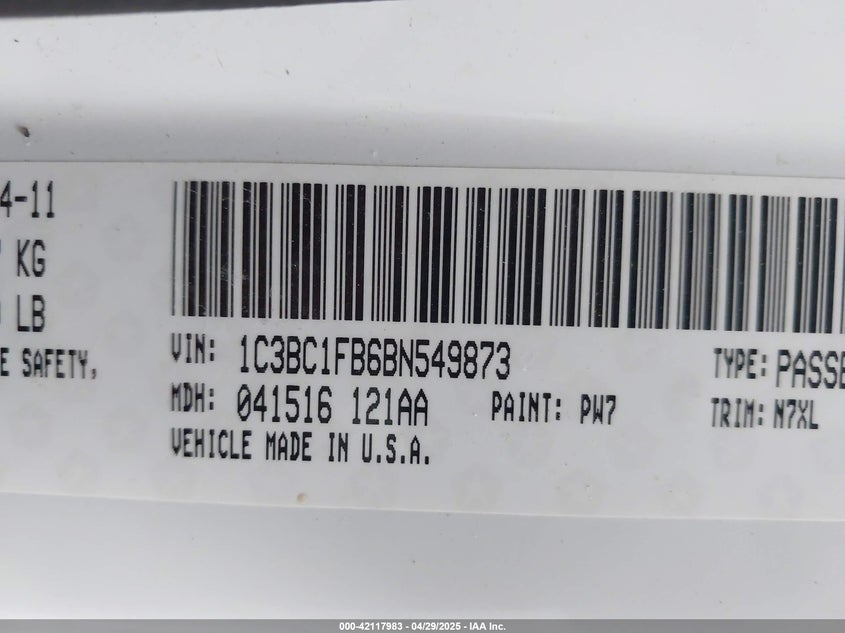 4-11
KG
LB
E SAFETY,
VIN: 1C3BC1FB6BN549873
TYPE: PASSE
MDH: 041516 121AA
PAINT: PW7
TRIM: N7XL
VEHICLE MADE IN U.S.A.
000-42117983 - 04/29/2025 - IAA Inc.